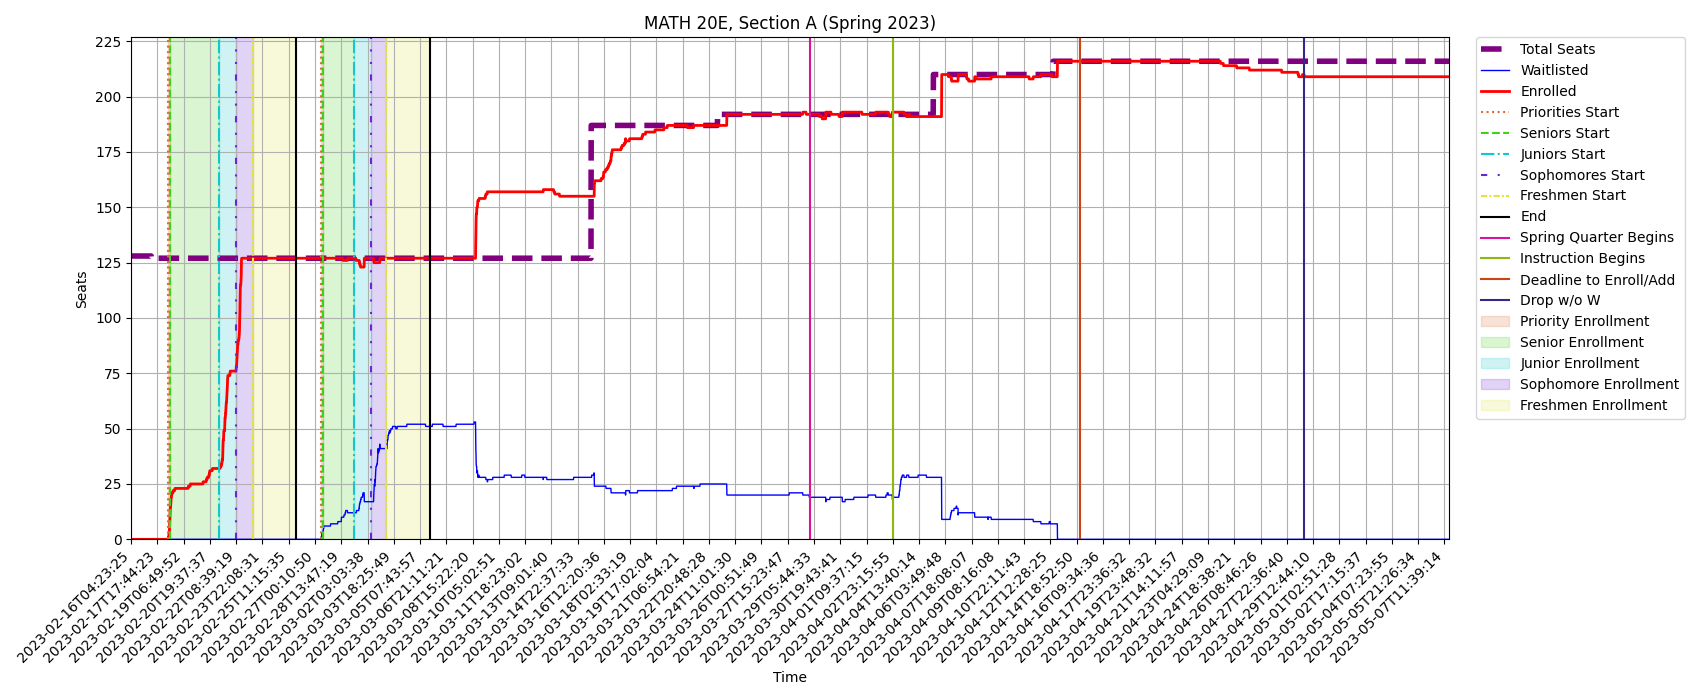 MATH 20E, Section A (Spring 2023)
Seats
225
200
175
150
125
100
75
50
25
0
2023-02-16T04:23:25
2023-02-17T17:44:23
2023-02-19T06:49:52
2023-02-20T19:37:37
2023-02-22T08:39:19
2023-02-23T22:08:31
2023-02-25T11:15:35
2023-02-27T00:10:50
2023-02-28T13:47:19
2023-03-02T03:03:38
2023-03-03T18:25:49
2023-03-05T07:43:57
2023-03-06T21:11:21
2023-03-08T15:22:20
2023-03-10T05:02:51
2023-03-11T18:23:02
2023-03-13T09:01:40
2023-03-14T22:37:33
2023-03-16T12:20:36
2023-03-18T02:33:19
2023-03-19T17:02:04
2023-03-21T06:54:21
2023-03-22T20:48:28
2023-03-24T11:01:30
2023-03-26T00:51:49
2023-03-27T15:23:47
2023-03-29T05:44:33
2023-03-30T19:43:41
2023-04-01T09:37:15
2023-04-02T23:15:55
2023-04-04T13:40:14
2023-04-06T03:49:48
2023-04-07T18:08:07
2023-04-09T08:16:08
2023-04-10T22:11:43
2023-04-12T12:28:25
2023-04-14T18:52:50
2023-04-16T09:34:36
2023-04-17T23:36:32
2023-04-19T23:48:32
2023-04-21T14:11:57
2023-04-23T04:29:09
2023-04-24T18:38:21
2023-04-26T08:46:26
2023-04-27T22:36:40
2023-04-29T12:44:10
2023-05-01T02:51:28
2023-05-02T17:15:37
2023-05-04T07:23:55
2023-05-05T21:26:34
2023-05-07T11:39:14
Time
Total Seats
Waitlisted
Enrolled
Priorities Start
Seniors Start
Juniors Start
Sophomores Start
Freshmen Start
End
Spring Quarter Begins
Instruction Begins
Deadline to Enroll/Add
Drop w/o W
Priority Enrollment
Senior Enrollment
Junior Enrollment
Sophomore Enrollment
Freshmen Enrollment